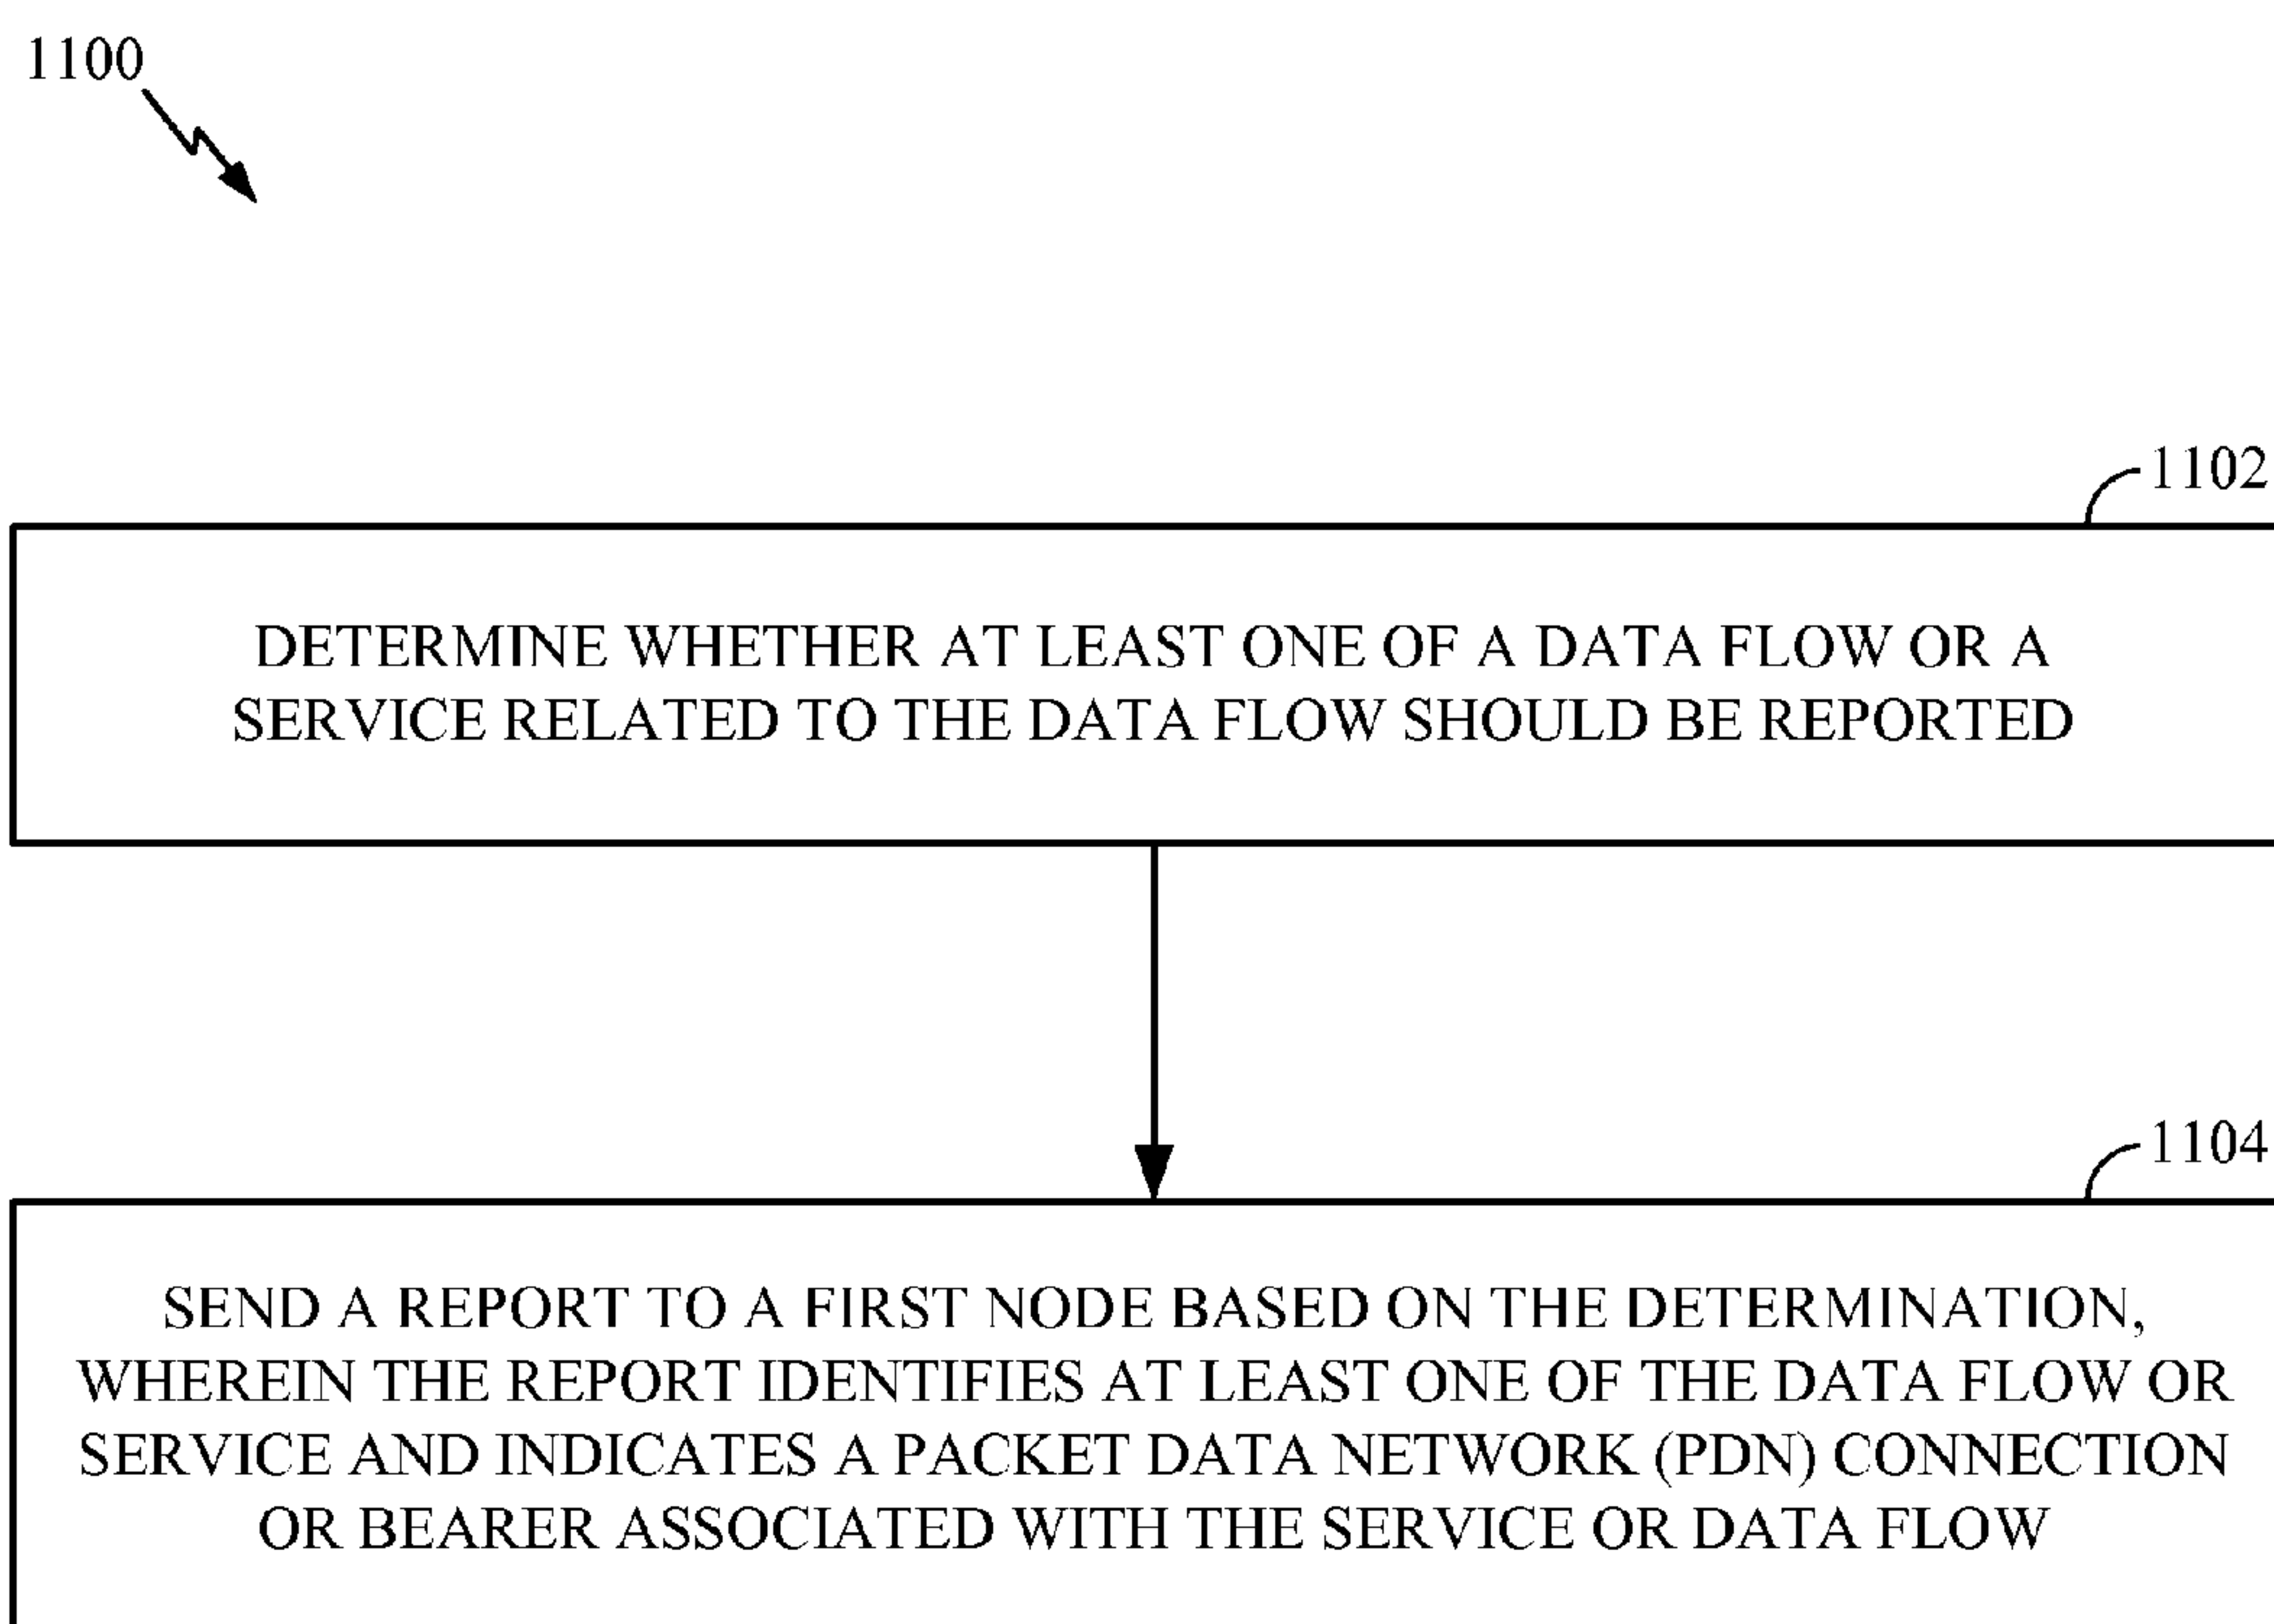 1100
1102
DETERMINE WHETHER AT LEAST ONE OF A DATA FLOW OR A
SERVICE RELATED TO THE DATA FLOW SHOULD BE REPORTED
1104
SEND A REPORT TO A FIRST NODE BASED ON THE DETERMINATION,
WHEREIN THE REPORT IDENTIFIES AT LEAST ONE OF THE DATA FLOW OR
SERVICE AND INDICATES A PACKET DATA NETWORK (PDN) CONNECTION
OR BEARER ASSOCIATED WITH THE SERVICE OR DATA FLOW